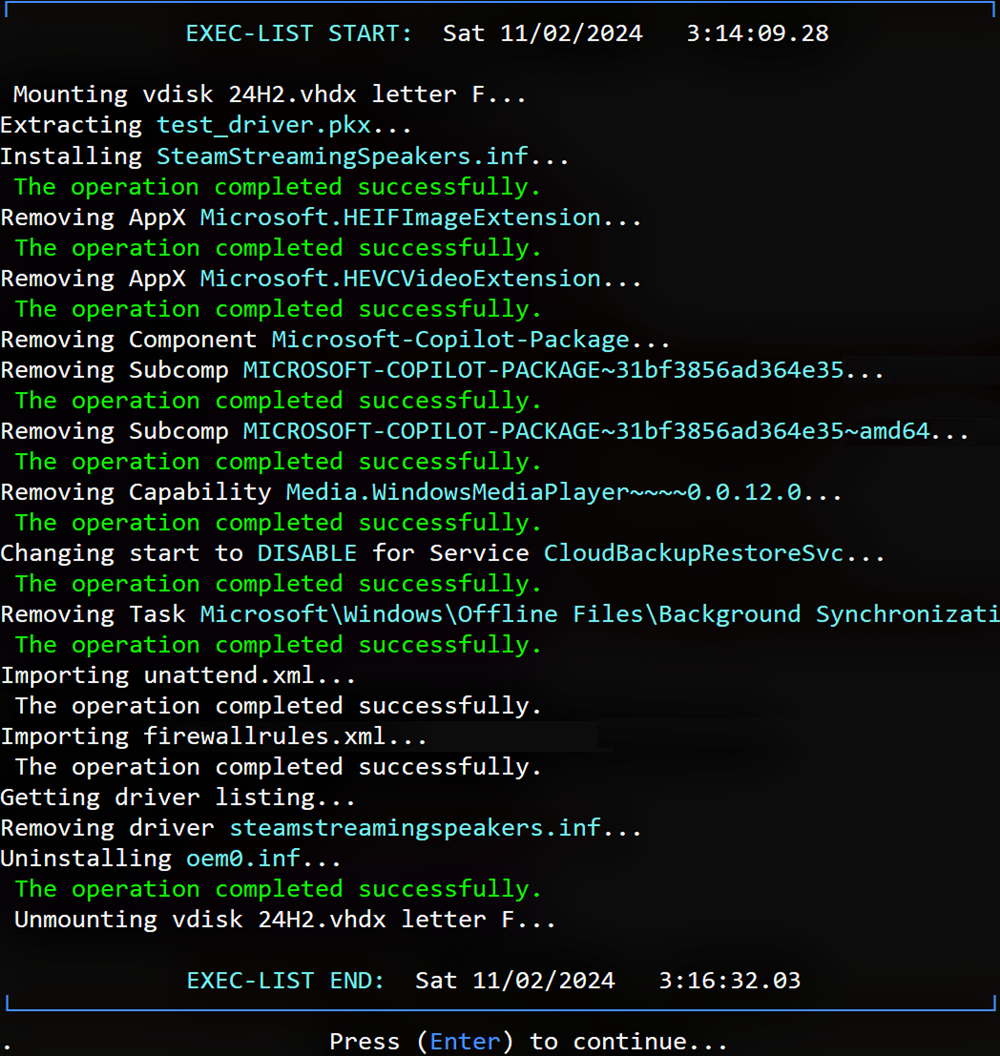 EXEC-LIST START:  Sat 11/02/2024   3:14:09.28
Mounting vdisk 24H2.vhdx letter F...
Extracting test_driver.pkx...
Installing SteamStreamingSpeakers.inf...
The operation completed successfully.
Removing AppX Microsoft.HEIFImageExtension...
The operation completed successfully.
Removing AppX Microsoft.HEVCVideoExtension...
The operation completed successfully.
Removing Component Microsoft-Copilot-Package...
Removing Subcomp MICROSOFT-COPILOT-PACKAGE~31bf3856ad364e35...
The operation completed successfully.
Removing Subcomp MICROSOFT-COPILOT-PACKAGE~31bf3856ad364e35~amd64...
The operation completed successfully.
Removing Capability Media.WindowsMediaPlayer~~~~0.0.12.0...
The operation completed successfully.
Changing start to DISABLE for Service CloudBackupRestoreSvc...
The operation completed successfully.
Removing Task Microsoft\Windows\Offline Files\Background Synchronizati
The operation completed successfully.
Importing unattend.xml...
The operation completed successfully.
Importing firewallrules.xml...
The operation completed successfully.
Getting driver listing...
Removing driver steamstreamingspeakers.inf...
Uninstalling oem0.inf...
The operation completed successfully.
Unmounting vdisk 24H2.vhdx letter F...
EXEC-LIST END:  Sat 11/02/2024   3:16:32.03
. Press (Enter) to continue...